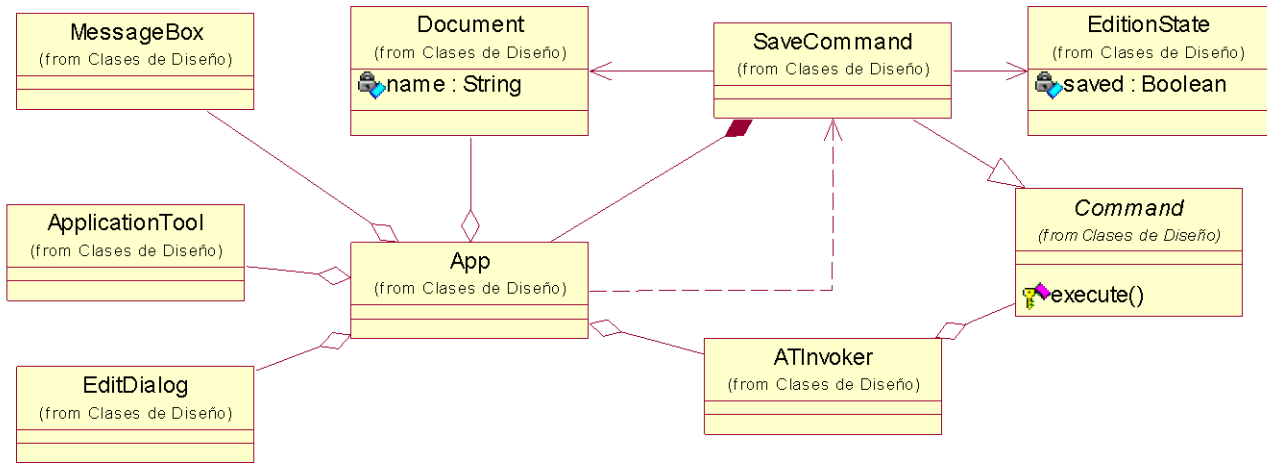 MessageBox
(from Clases de Diseño)
Document
(from Clases de Diseño)
name : String
SaveCommand
(from Clases de Diseño)
EditionState
(from Clases de Diseño)
saved : Boolean
ApplicationTool
(from Clases de Diseño)
App
(from Clases de Diseño)
Command
(from Clases de Diseño)
execute()
EditDialog
(from Clases de Diseño)
ATInvoker
(from Clases de Diseño)